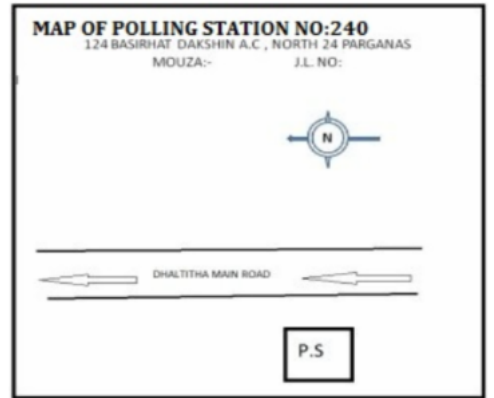 MAP OF POLLING STATION NO:240
124 BASIRHAT DAKSHIN A.C , NORTH 24 PARGANAS
MOUZA:- J.L. NO:
N
DHALTITHA MAIN ROAD
P.S